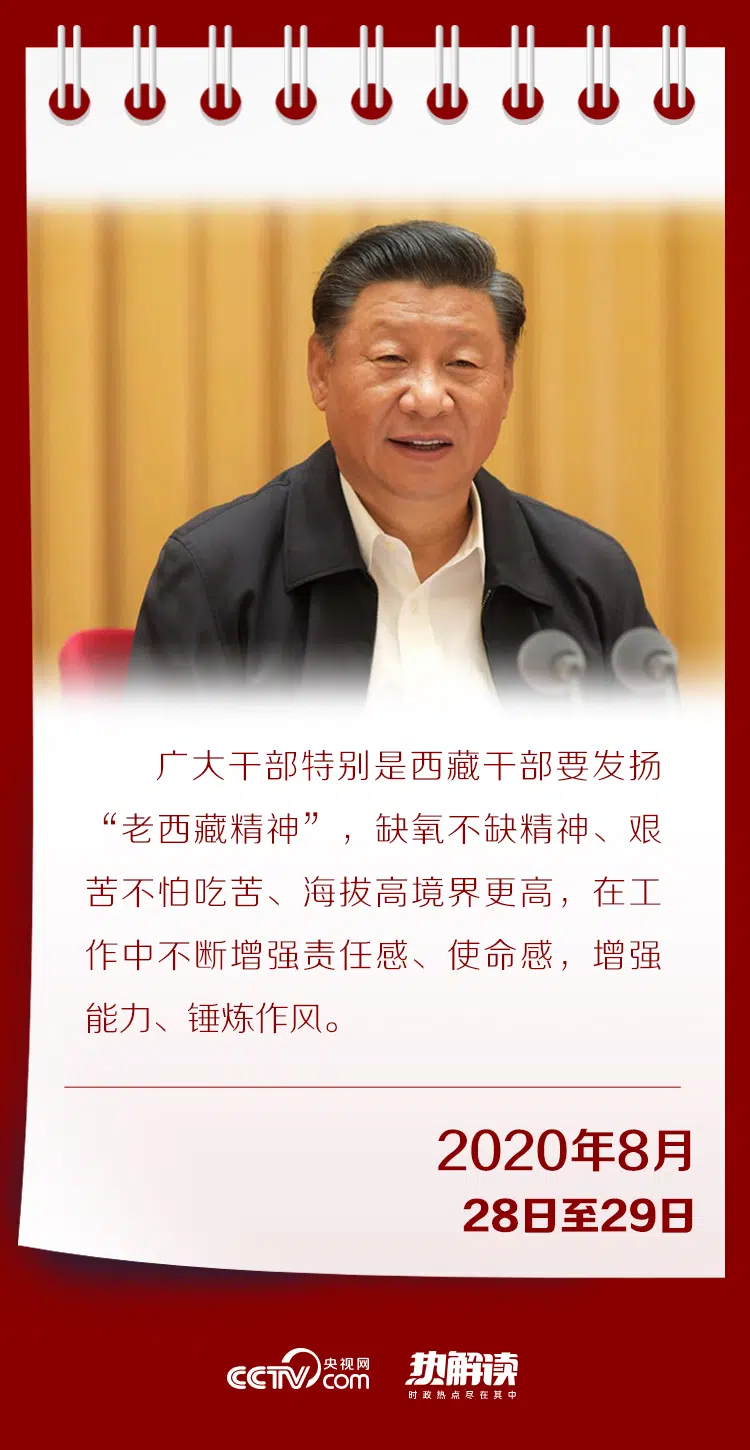 广大干部特别是西藏干部要发扬
“老西藏精神”，缺氧不缺精神、艰
苦不怕吃苦、海拔高境界更高，在工
作中不断增强责任感、使命感，增强
能力、锤炼作风。
2020年8月
28日至29日
CCTV.com 央视网
热解读
时政热点尽在其中